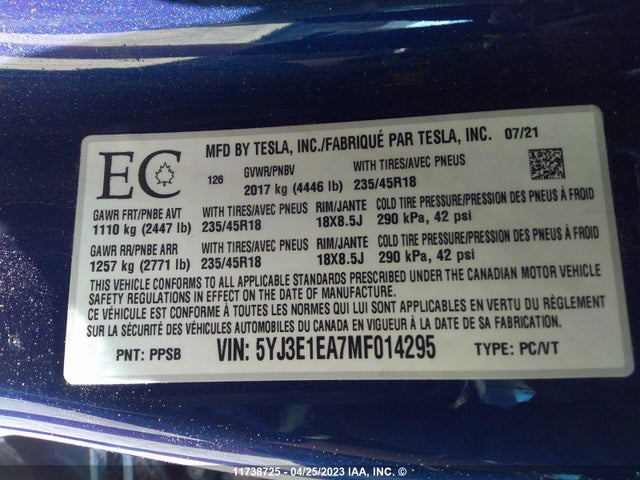 EC
MFD BY TESLA, INC./FABRIQUÉ PAR TESLA, INC. 07/21
126 GVWR/PNBV WITH TIRES/AVEC PNEUS
2017 kg (4446 lb) 235/45R18
GAWR FRT/PNBE AVT WITH TIRES/AVEC PNEUS RIM/JANTE COLD TIRE PRESSURE/PRESSION DES PNEUS À FROID
1110 kg (2447 lb) 235/45R18 18X8.5J 290 kPa, 42 psi
GAWR RR/PNBE ARR WITH TIRES/AVEC PNEUS RIM/JANTE COLD TIRE PRESSURE/PRESSION DES PNEUS À FROID
1257 kg (2771 lb) 235/45R18 18X8.5J 290 kPa, 42 psi
THIS VEHICLE CONFORMS TO ALL APPLICABLE STANDARDS PRESCRIBED UNDER THE CANADIAN MOTOR VEHICLE
SAFETY REGULATIONS IN EFFECT ON THE DATE OF MANUFACTURE.
CE VÉHICULE EST CONFORME À TOUTES LES NORMES QUI LUI SONT APPLICABLES EN VERTU DU RÈGLEMENT
SUR LA SÉCURITÉ DES VÉHICULES AUTOMOBILES DU CANADA EN VIGUEUR À LA DATE DE SA FABRICATION
PNT: PPSB VIN: 5YJ3E1EA7MF014295 TYPE: PC/VT
11738725 - 04/25/2023 IAA, INC. ©